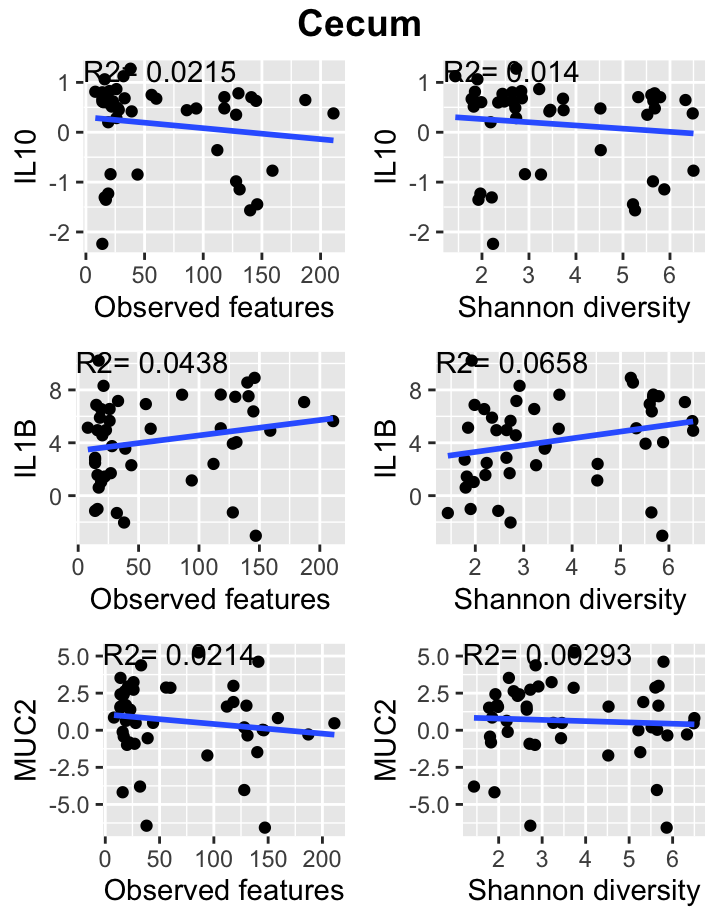 Cecum
R2= 0.0215
R2= 0.014
IL10
1
0
-1
-2
0 50 100 150 200
Observed features
IL10
1
0
-1
-2
2 3 4 5 6
Shannon diversity
R2= 0.0438
R2= 0.0658
IL1B
8
4
0
0 50 100 150 200
Observed features
IL1B
8
4
0
2 3 4 5 6
Shannon diversity
R2= 0.0214
R2= 0.00293
MUC2
5.0
2.5
0.0
-2.5
-5.0
0 50 100 150 200
Observed features
MUC2
5.0
2.5
0.0
-2.5
-5.0
2 3 4 5 6
Shannon diversity